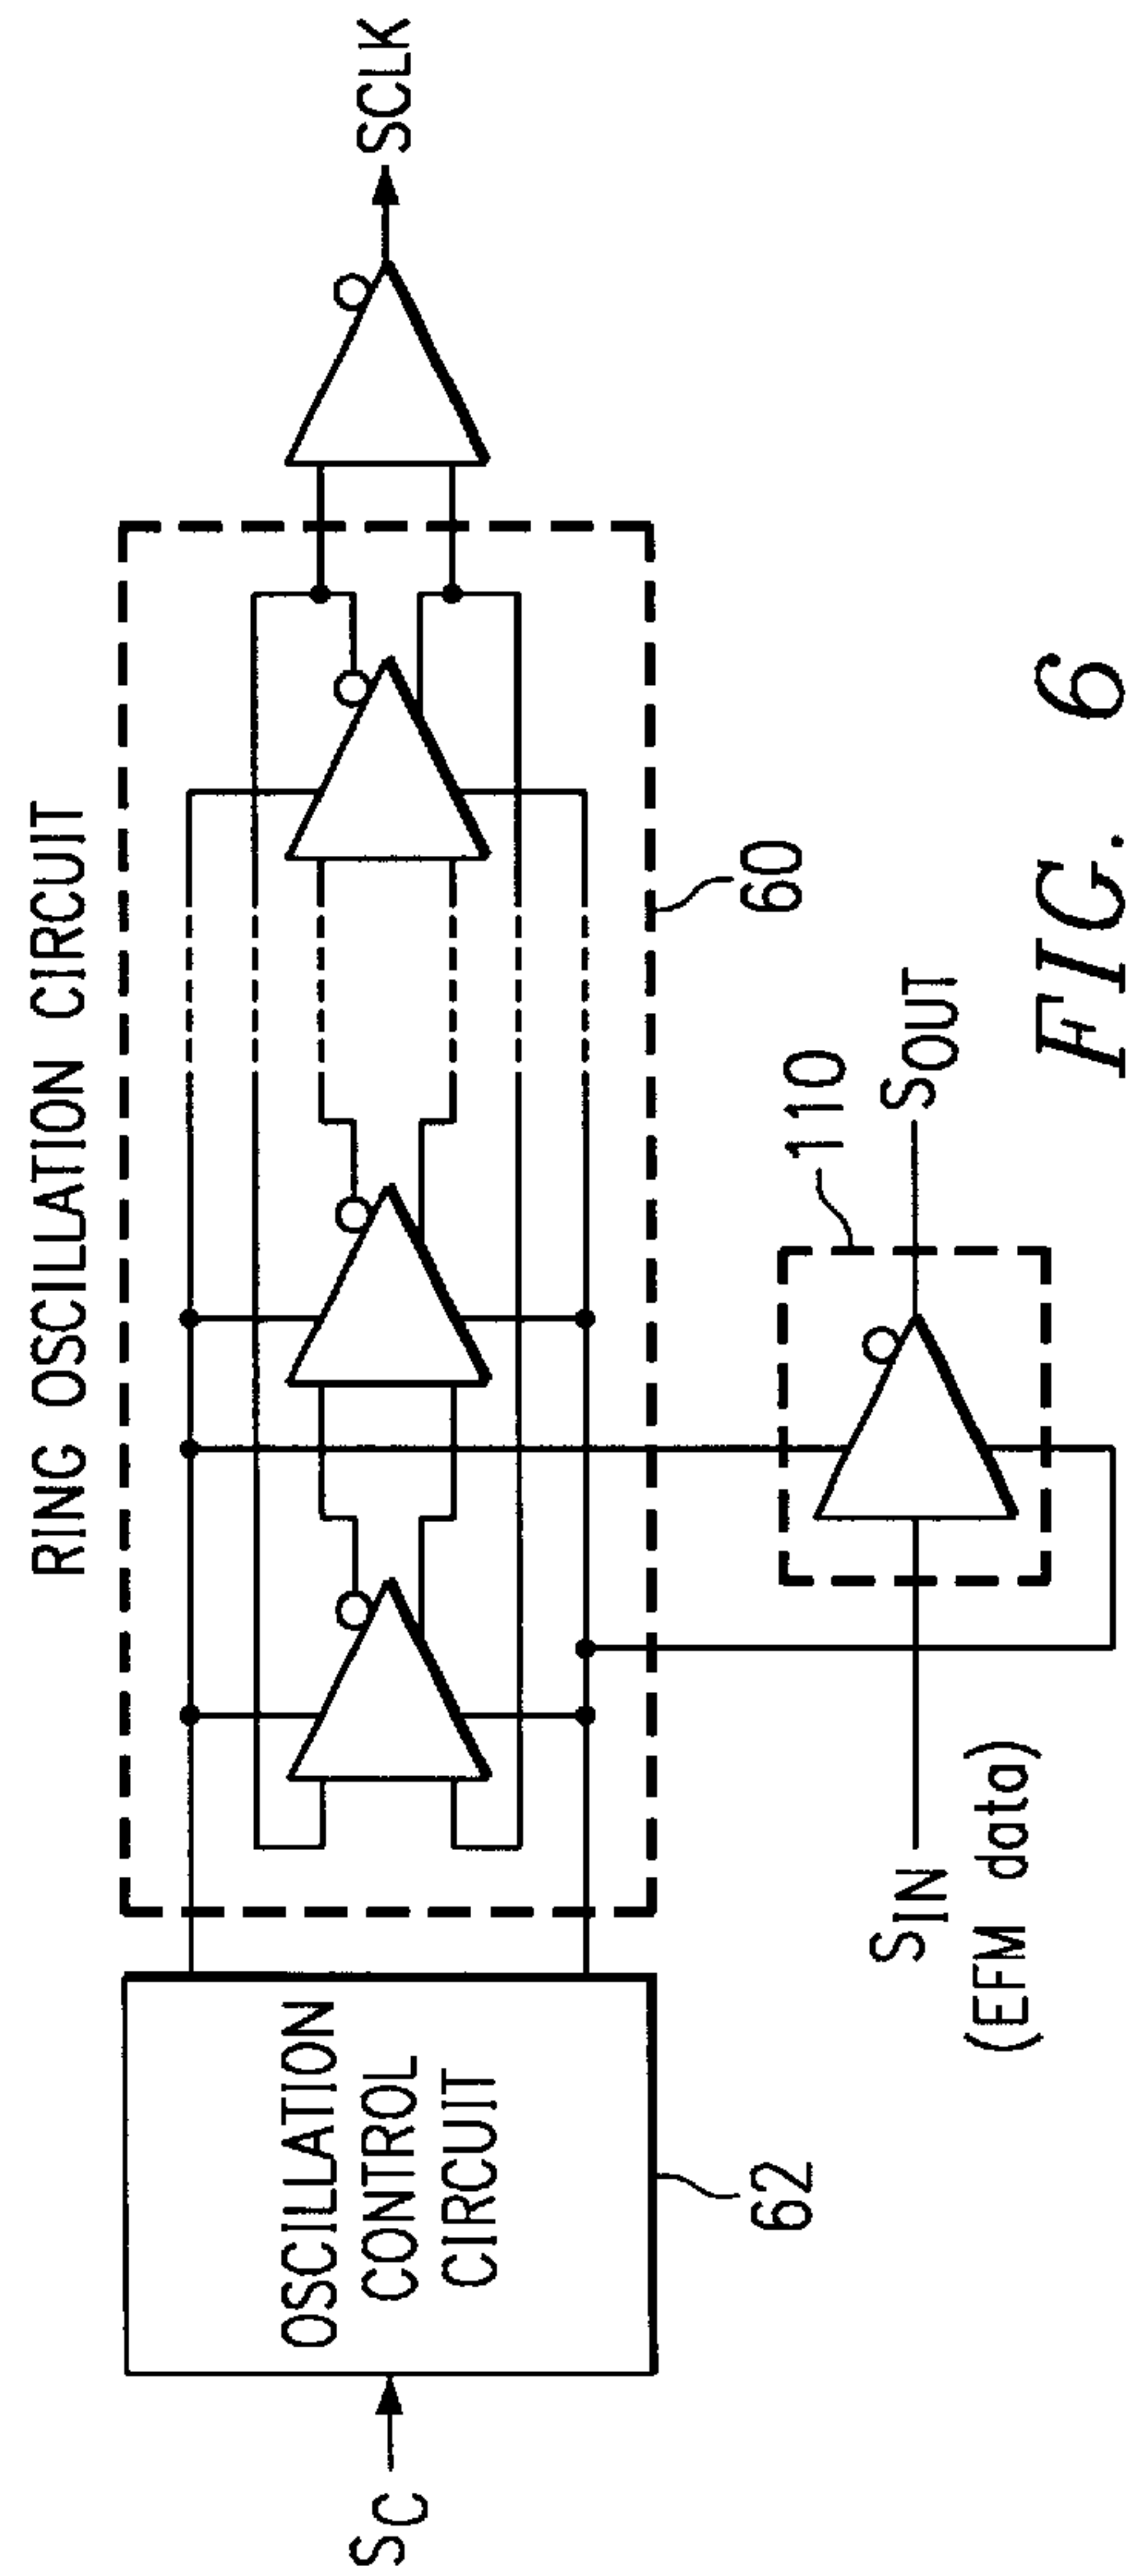 RING OSCILLATION CIRCUIT
SC
OSCILLATION
CONTROL
CIRCUIT
62
60
SCLK
SIN
(EFM data)
110
SOUT
FIG. 6